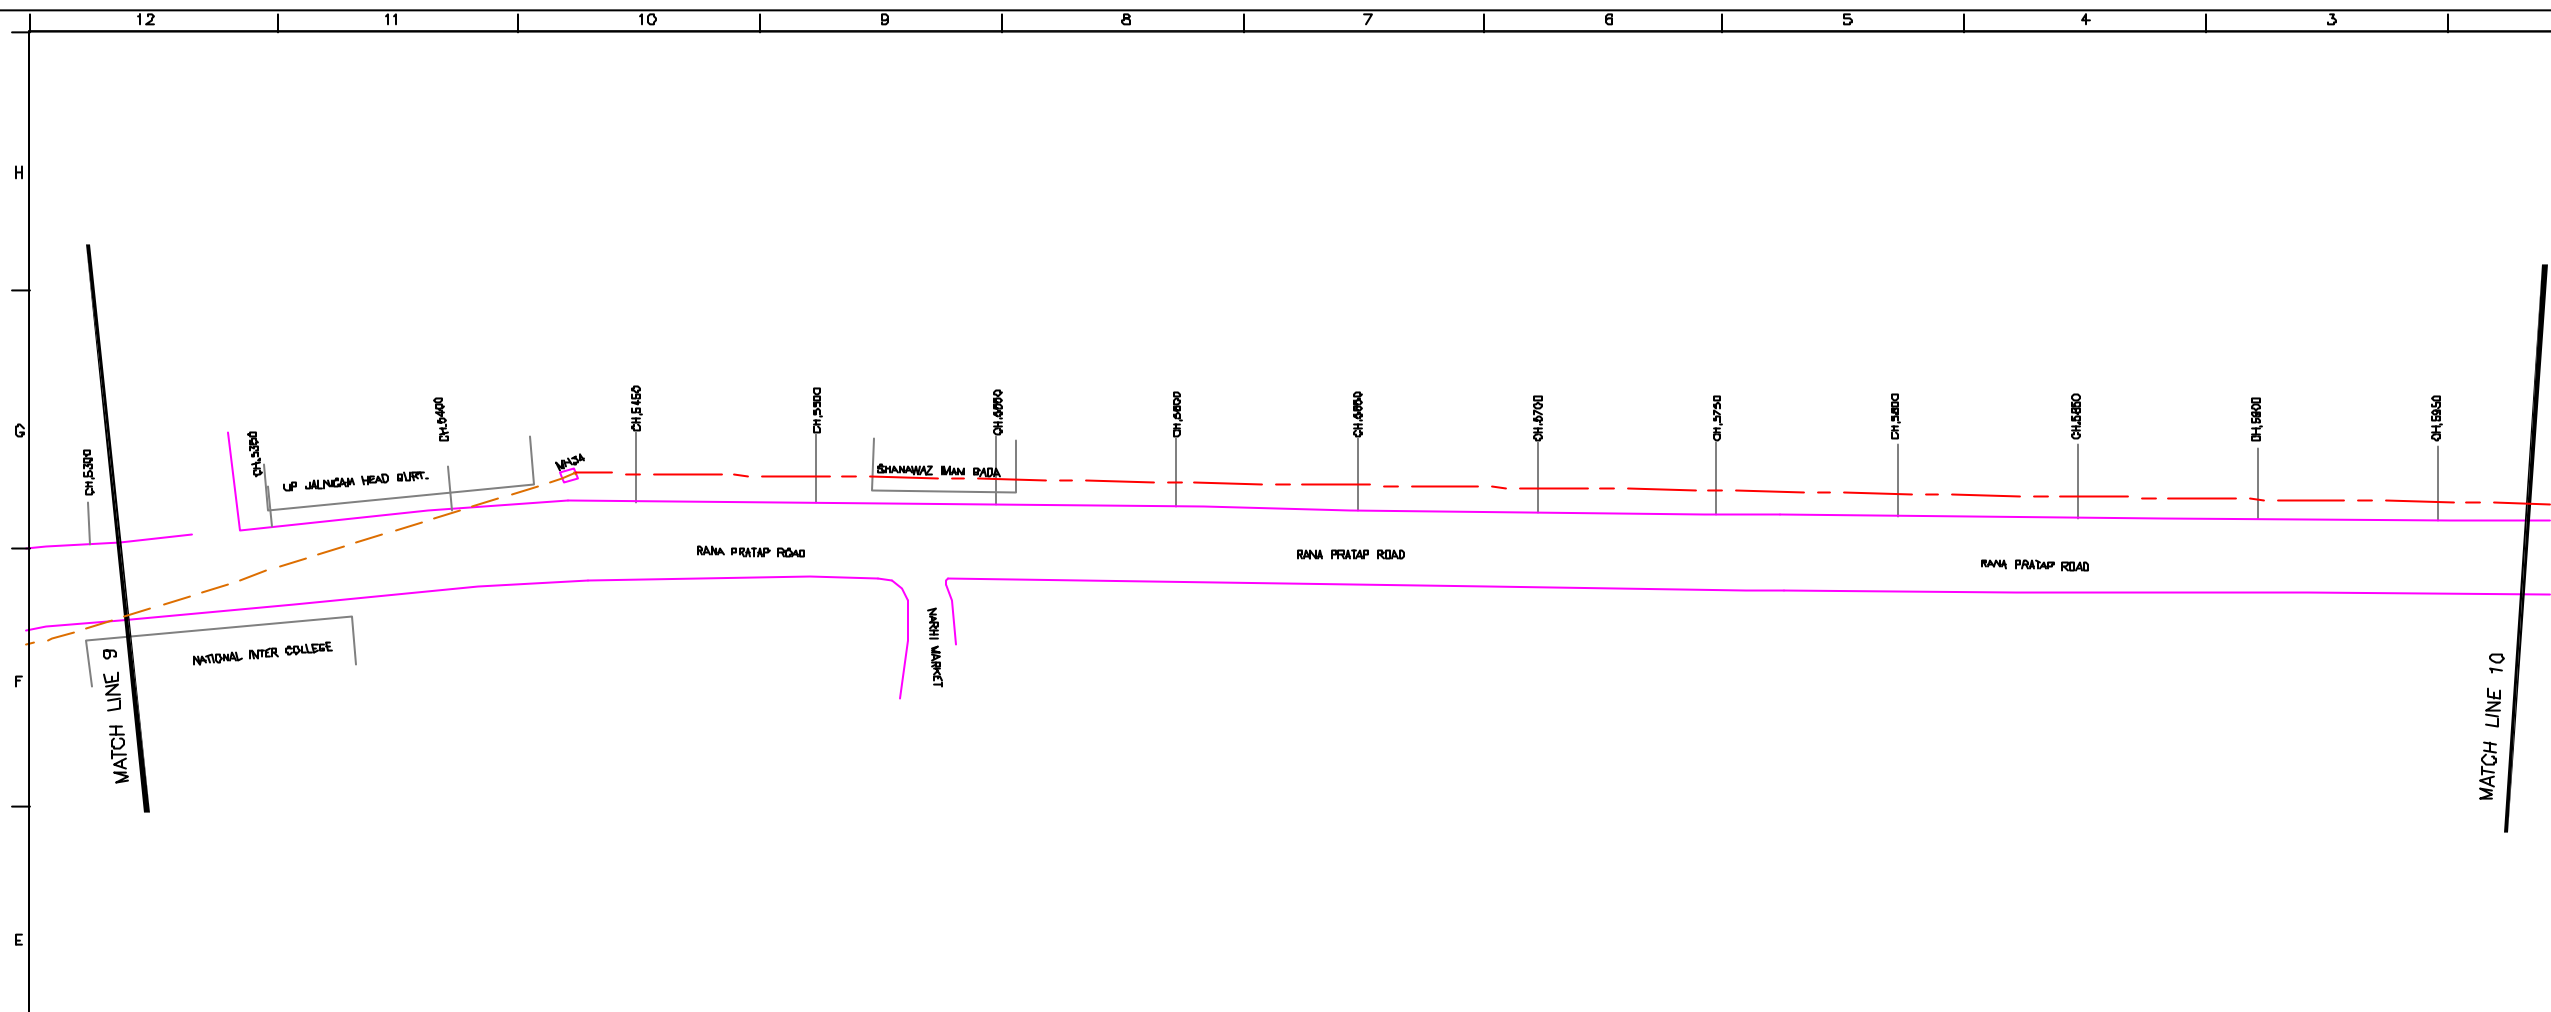 12
11
10
9
8
7
6
5
4
3
H
G
F
E
CH.5300
CH.5350
CH.5400
CH.5450
CH.5500
CH.5550
CH.5600
CH.5650
CH.5700
CH.5750
CH.5800
CH.5850
CH.5900
CH.5950
UP JALNIGAM HEAD QURT.
MH34
SHANAWAZ IMAM BADA
RANA PRATAP ROAD
RANA PRATAP ROAD
RANA PRATAP ROAD
NARHI MARKET
NATIONAL INTER COLLEGE
MATCH LINE 9
MATCH LINE 10